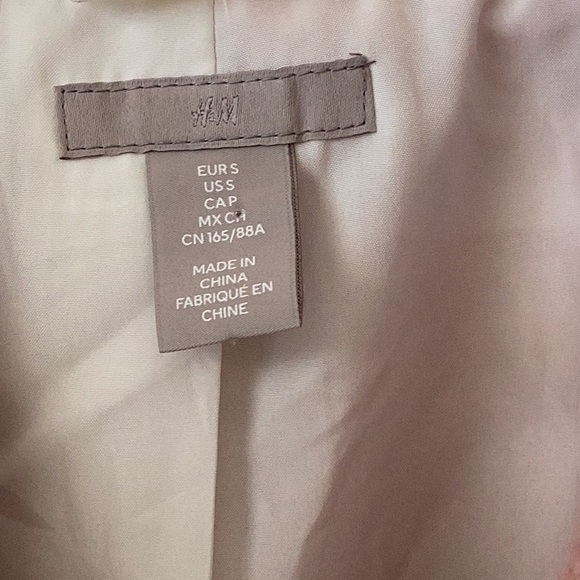 H&M
EUR S
US S
CA P
MX CH
CN 165/88A
MADE IN
CHINA
FABRIQUÉ EN
CHINE